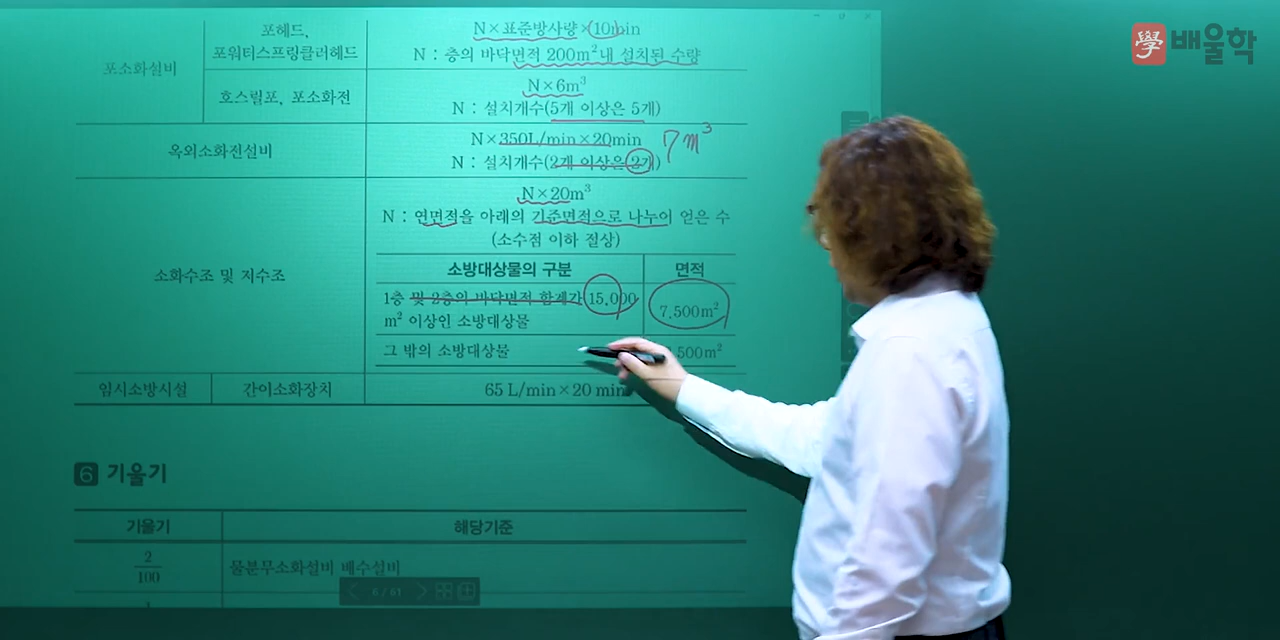 學 배울학
포헤드,
포워터스프링클러헤드
N×표준방사량×10min
N : 층의 바닥면적 200m²내 설치된 수량
포소화설비
호스릴포, 포소화전
N×6m³
N : 설치개수(5개 이상은 5개)
옥외소화전설비
N×350L/min×20min
7m³
N : 설치개수(2개 이상은 2개)
소화수조 및 저수조
N×20m³
N : 연면적을 아래의 기준면적으로 나누어 얻은 수
(소수점 이하 절상)
소방대상물의 구분 면적
1층 및 2층의 바닥면적 합계가 15,000
m² 이상인 소방대상물
7,500m²
그 밖의 소방대상물
500m²
임시소방시설 간이소화장치 65 L/min×20 min
6 기울기
기울기 해당기준
2
100
물분무소화설비 배수설비
6 / 61